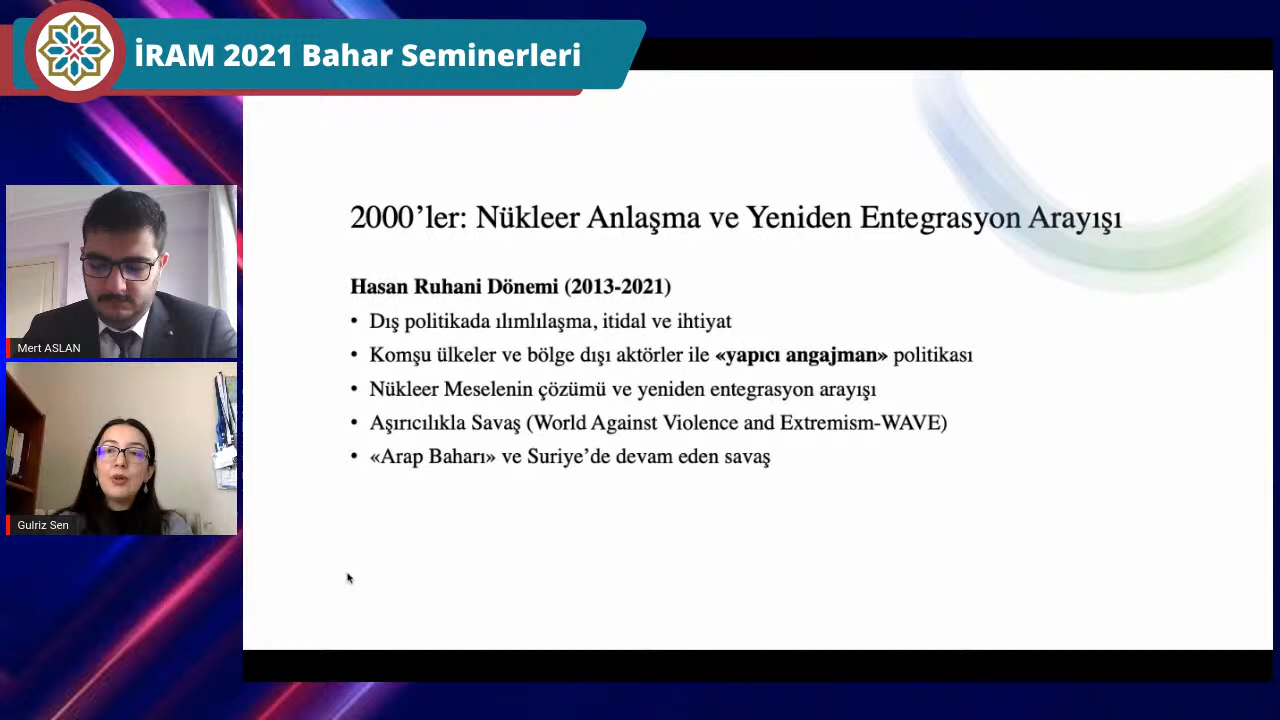 İRAM 2021 Bahar Seminerleri
2000’ler: Nükleer Anlaşma ve Yeniden Entegrasyon Arayışı
Hasan Ruhani Dönemi (2013-2021)
• Dış politikada ılımlılaşma, itidal ve ihtiyat
• Komşu ülkeler ve bölge dışı aktörler ile «yapıcı angajman» politikası
• Nükleer Meselenin çözümü ve yeniden entegrasyon arayışı
• Aşırıcılıkla Savaş (World Against Violence and Extremism-WAVE)
• «Arap Baharı» ve Suriye’de devam eden savaş
Mert ASLAN
Gulriz Sen